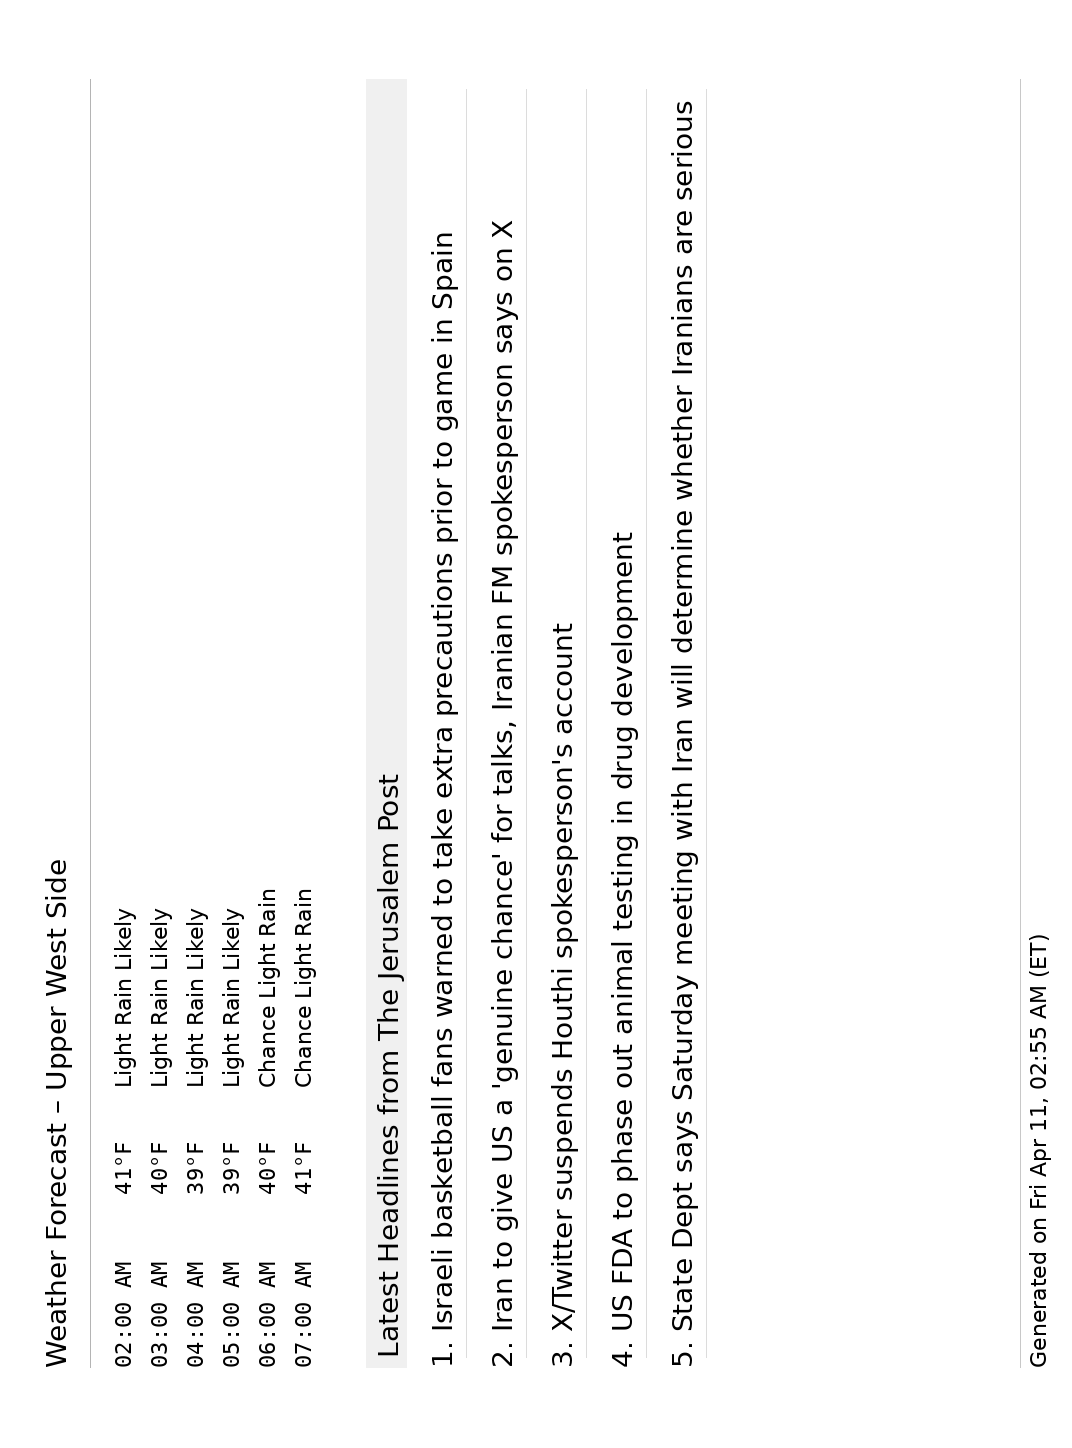 Weather Forecast – Upper West Side
02:00 AM 41°F Light Rain Likely
03:00 AM 40°F Light Rain Likely
04:00 AM 39°F Light Rain Likely
05:00 AM 39°F Light Rain Likely
06:00 AM 40°F Chance Light Rain
07:00 AM 41°F Chance Light Rain
Latest Headlines from The Jerusalem Post
1. Israeli basketball fans warned to take extra precautions prior to game in Spain
2. Iran to give US a 'genuine chance' for talks, Iranian FM spokesperson says on X
3. X/Twitter suspends Houthi spokesperson's account
4. US FDA to phase out animal testing in drug development
5. State Dept says Saturday meeting with Iran will determine whether Iranians are serious
Generated on Fri Apr 11, 02:55 AM (ET)